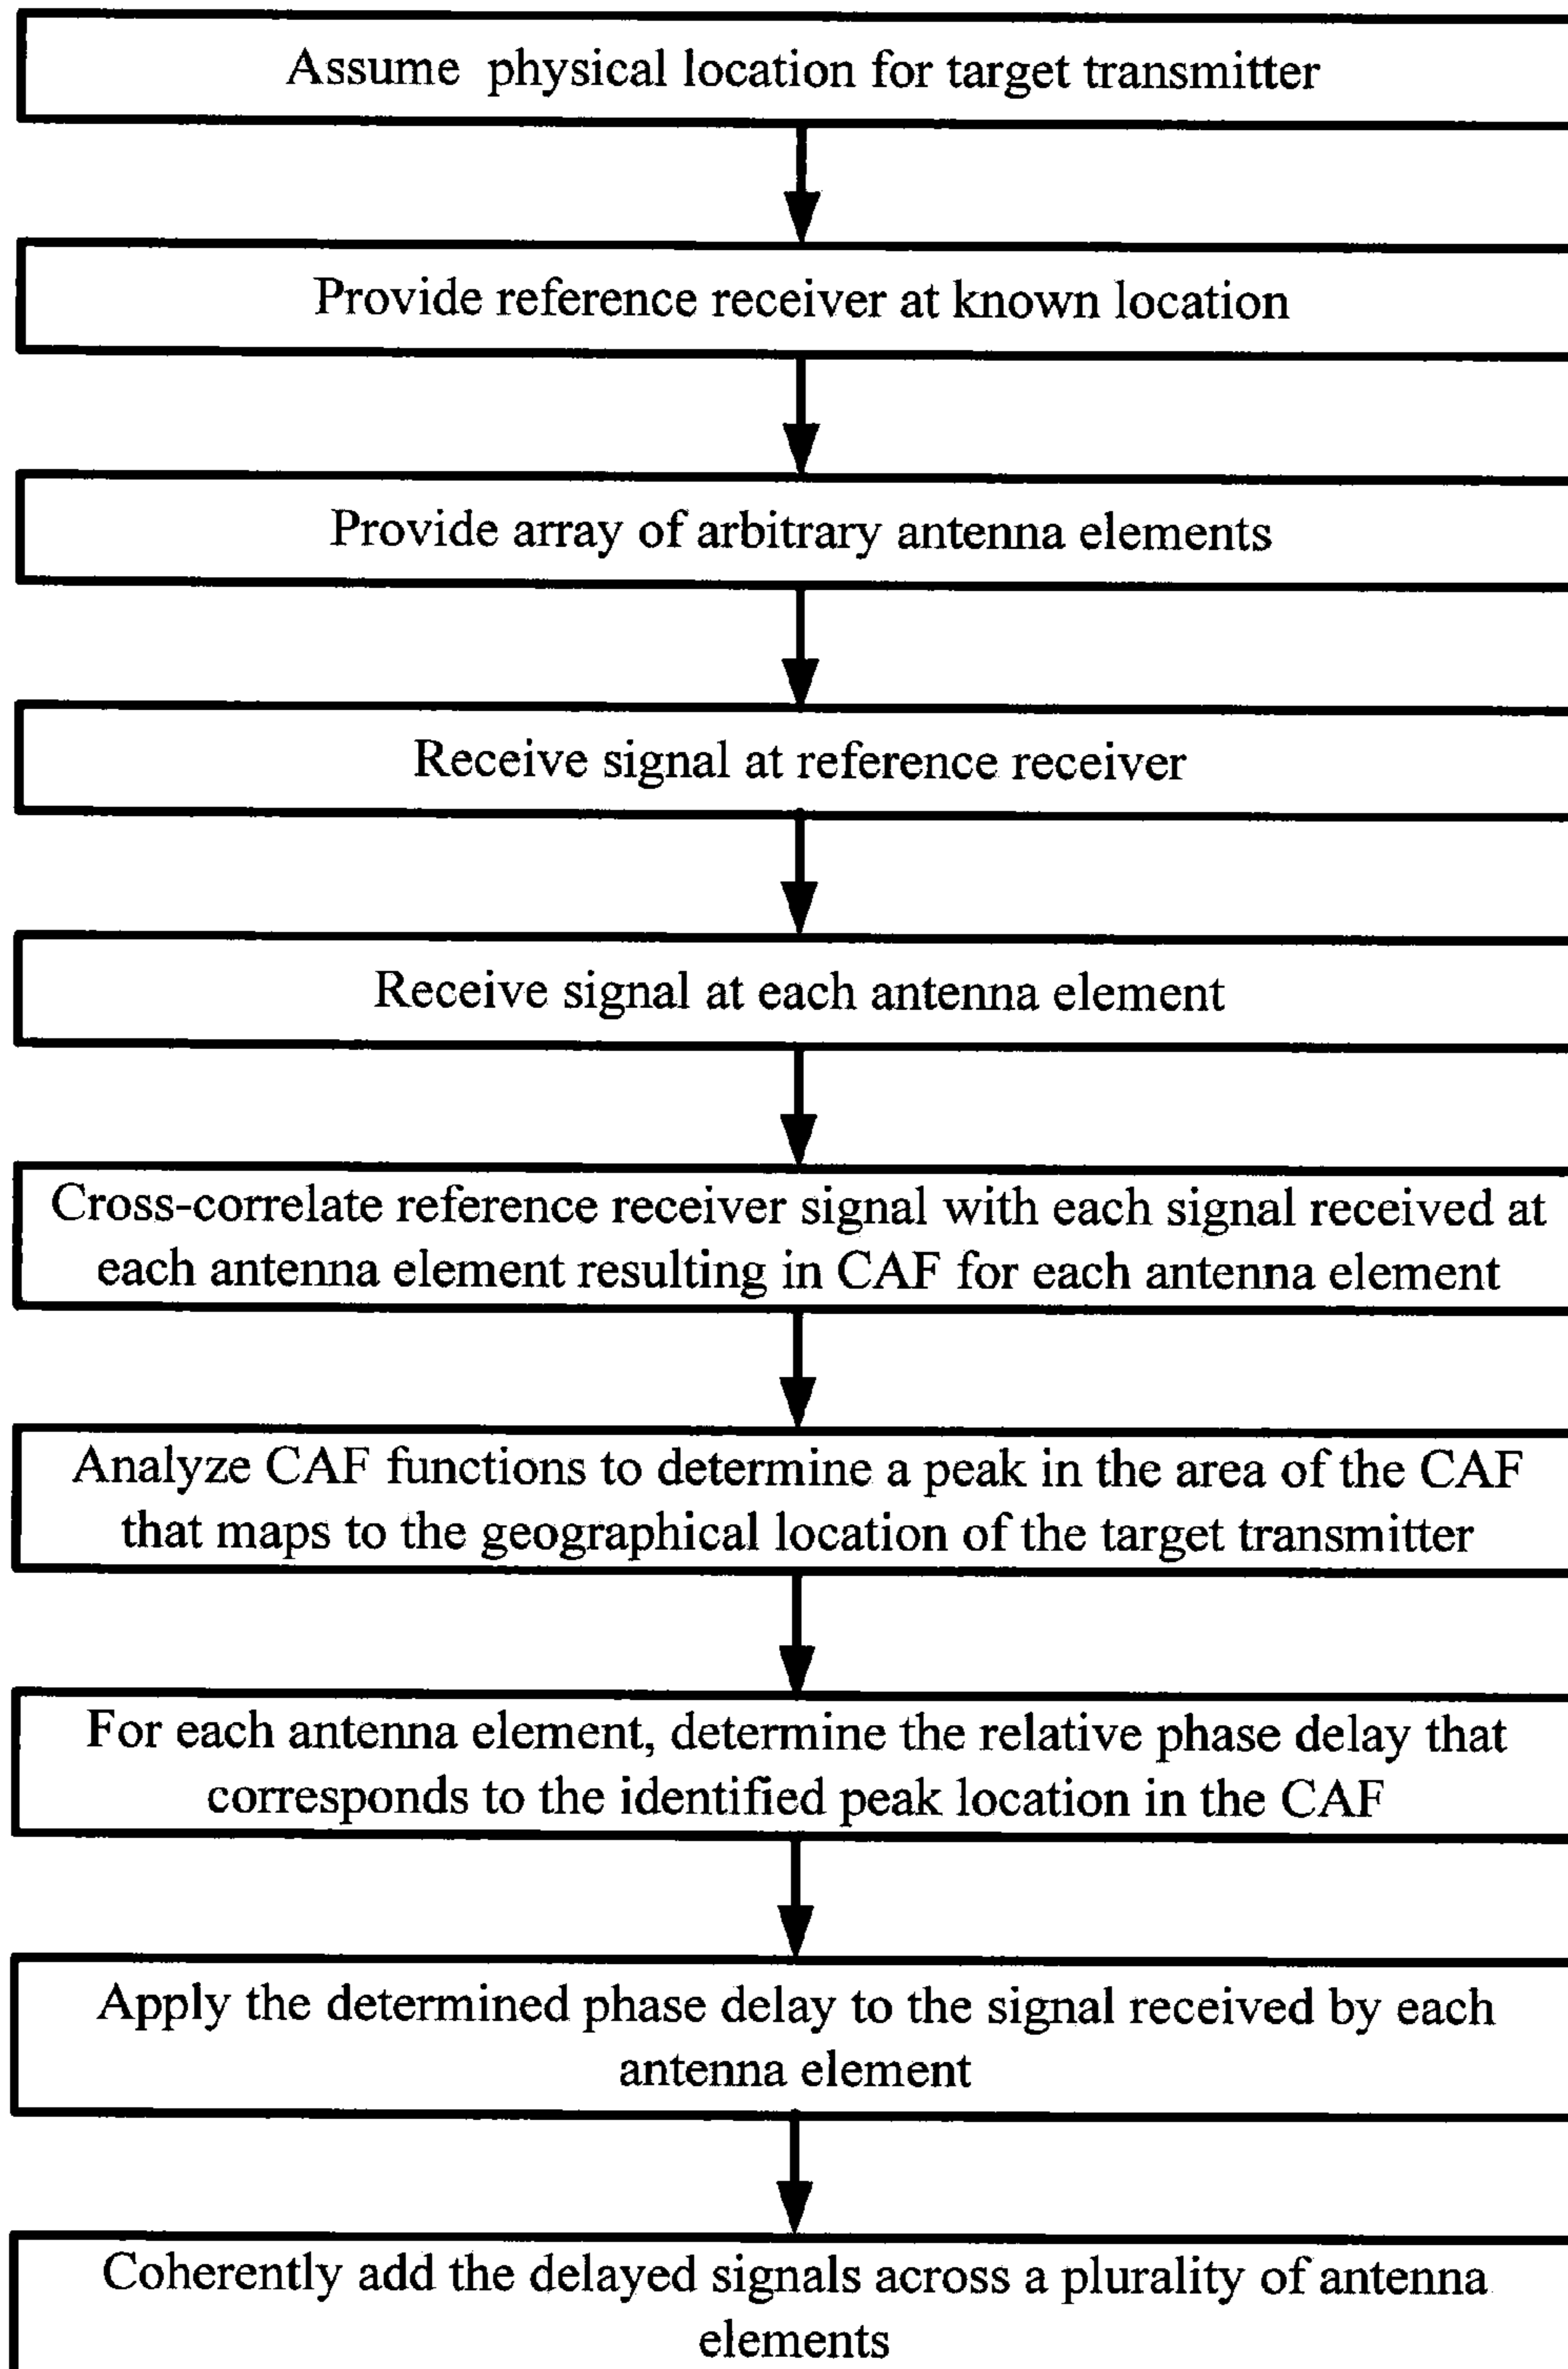 Assume physical location for target transmitter
Provide reference receiver at known location
Provide array of arbitrary antenna elements
Receive signal at reference receiver
Receive signal at each antenna element
Cross-correlate reference receiver signal with each signal received at
each antenna element resulting in CAF for each antenna element
Analyze CAF functions to determine a peak in the area of the CAF
that maps to the geographical location of the target transmitter
For each antenna element, determine the relative phase delay that
corresponds to the identified peak location in the CAF
Apply the determined phase delay to the signal received by each
antenna element
Coherently add the delayed signals across a plurality of antenna
elements